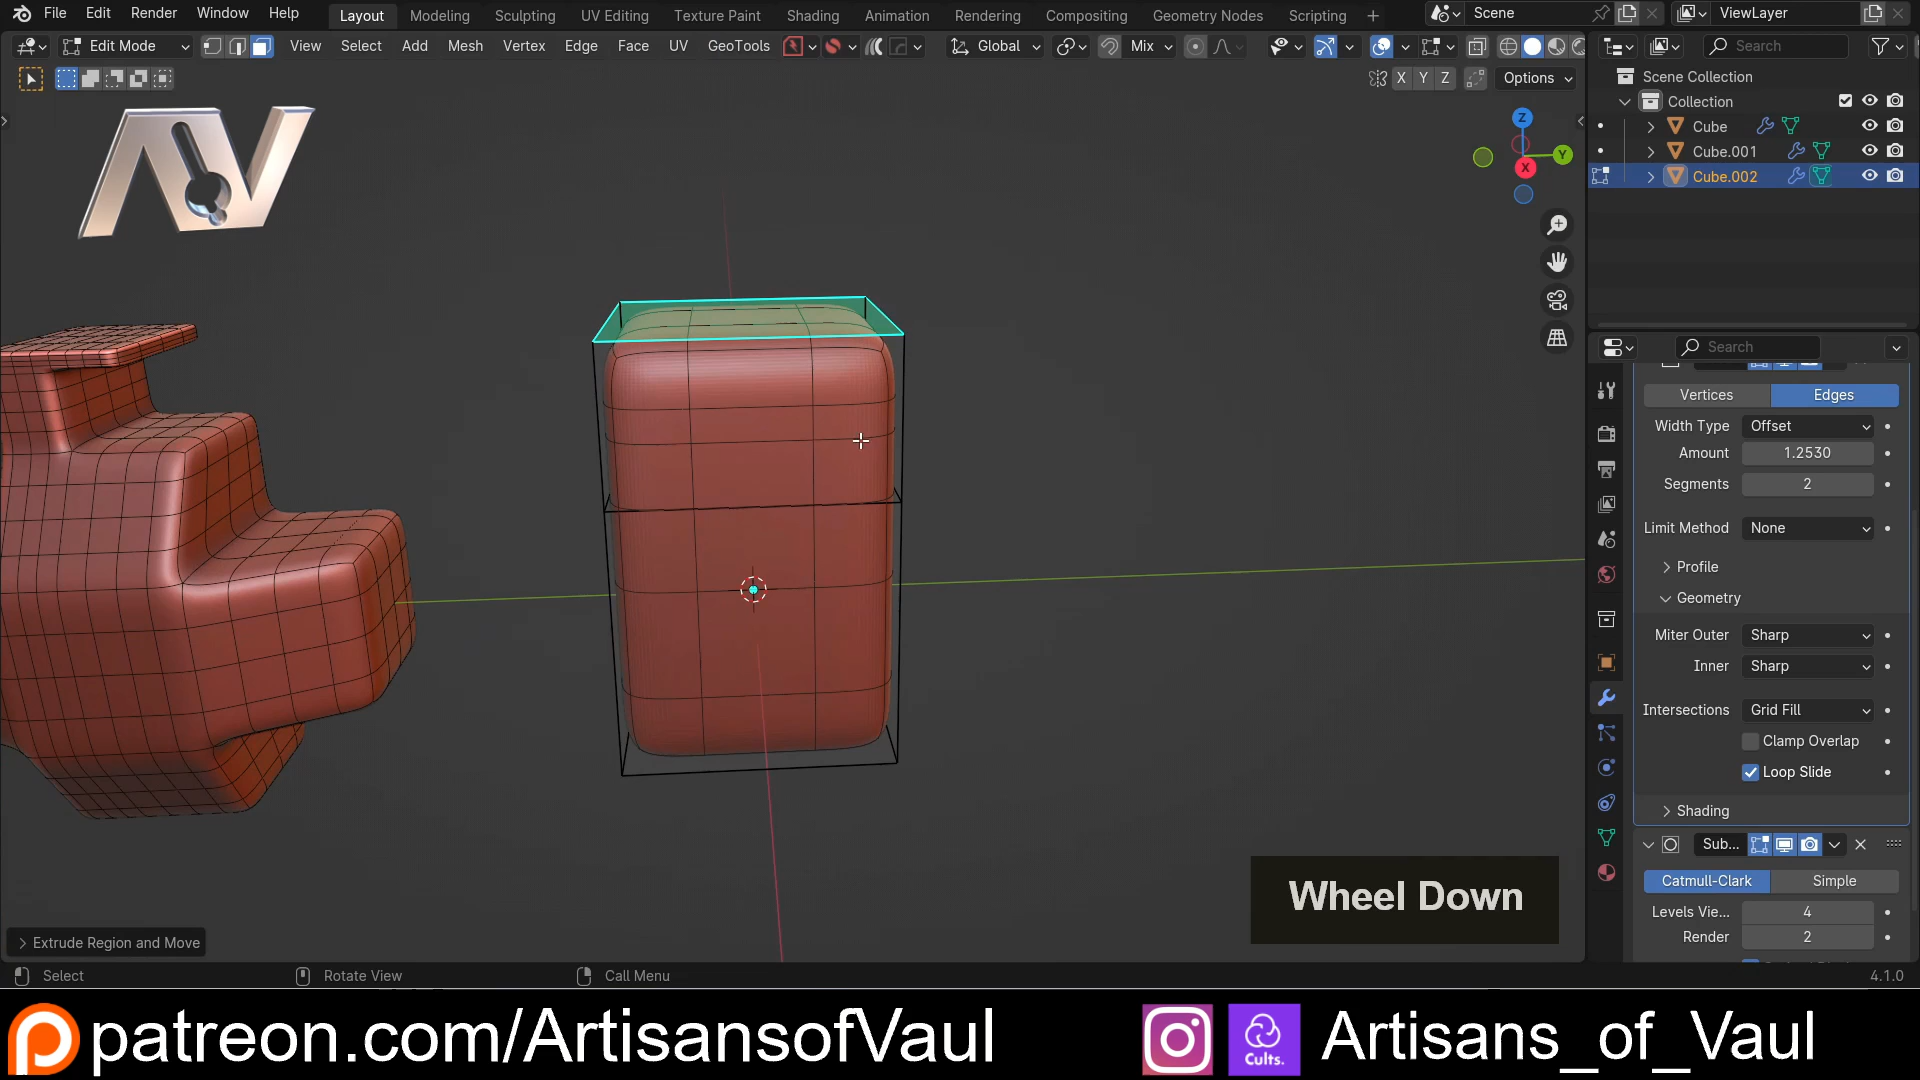 File Edit Render Window Help Layout Modeling Sculpting UV Editing Texture Paint Shading Animation Rendering Compositing Geometry Nodes Scripting + Scene ViewLayer
Edit Mode View Select Add Mesh Vertex Edge Face UV GeoTools Global Mix Search
X Y Z Options
Scene Collection
Collection
Cube
Cube.001
Cube.002
AV
Z
Y
X
Search
Vertices Edges
Width Type Offset
Amount 1.2530
Segments 2
Limit Method None
Profile
Geometry
Miter Outer Sharp
Inner Sharp
Intersections Grid Fill
Clamp Overlap
Loop Slide
Shading
Sub...
Catmull-Clark Simple
Levels Vie... 4
Render 2
Wheel Down
Extrude Region and Move
Select Rotate View Call Menu 4.1.0
patreon.com/ArtisansofVaul Cults. Artisans_of_Vaul